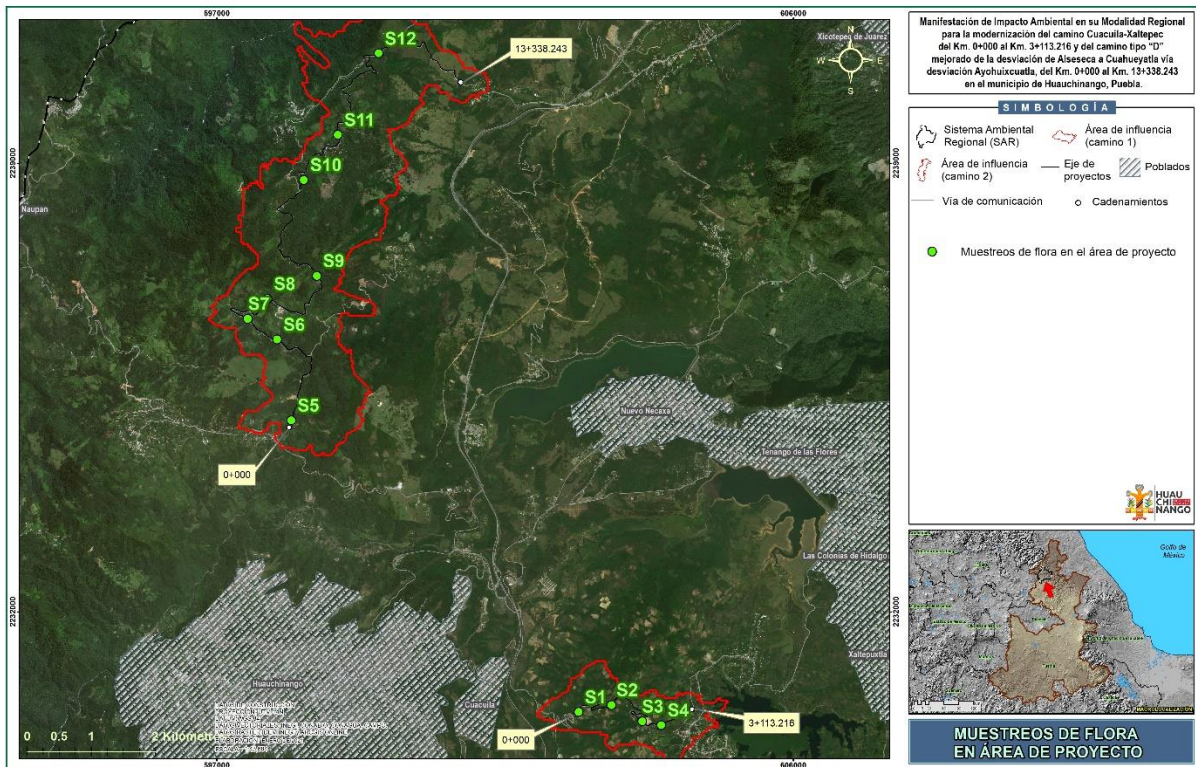 597000
606000
Manifestación de Impacto Ambiental en su Modalidad Regional
para la modernización del camino Cuacuila-Xaltepec
del Km. 0+000 al Km. 3+113.216 y del camino tipo "D"
mejorado de la desviación de Alseseca a Cuahueyatla vía
desviación Ayohuixcuatla, del Km. 0+000 al Km. 13+338.243
en el municipio de Huauchinango, Puebla.
SIMBOLOGÍA
Sistema Ambiental
Regional (SAR)
Área de influencia
(camino 1)
Área de influencia
(camino 2)
Eje de
proyectos
Poblados
Vía de comunicación
Cadenamientos
Muestreos de flora en el área de proyecto
HUAU
CHI
NANGO
Golfo de
México
MACROLOCALIZACIÓN
MUESTREOS DE FLORA
EN ÁREA DE PROYECTO
Xicotepec de Juárez
N
W
E
S
S12
13+338.243
S11
S10
2239000
2239000
Naupan
S9
S8
S7
S6
S5
0+000
Nuevo Necaxa
Tenango de las Flores
Las Colonias de Hidalgo
2232000
2232000
Xaltepuxtla
Huauchinango
Cuacuila
S1
S2
S3
S4
0+000
3+113.216
0 0.5 1 2 Kilómetros
597000
606000